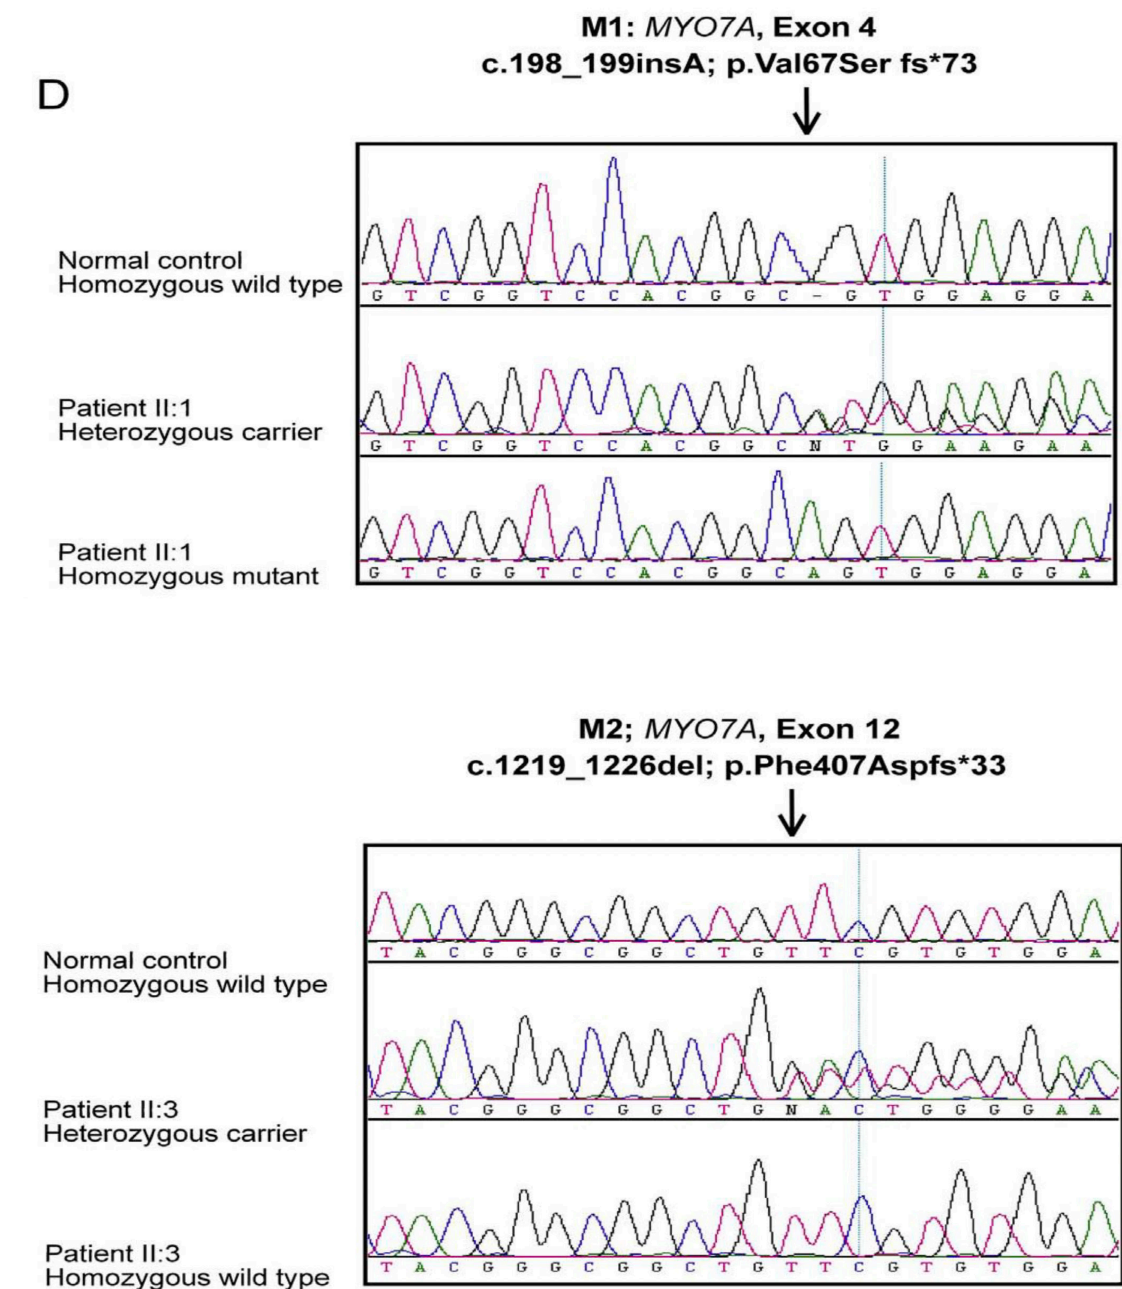 D
M1: MYO7A, Exon 4
c.198_199insA; p.Val67Ser fs*73
Normal control
Homozygous wild type
G T C G G T C C A C G G C - G T G G A G G A
Patient II:1
Heterozygous carrier
G T C G G T C C A C G G C N T G G A A G A A
Patient II:1
Homozygous mutant
G T C G G T C C A C G G C A G T G G A G G A
M2; MYO7A, Exon 12
c.1219_1226del; p.Phe407Aspfs*33
Normal control
Homozygous wild type
T A C G G G C G G C T G T T C G T G T G G A
Patient II:3
Heterozygous carrier
T A C G G G C G G C T G N A C T G G G G A A
Patient II:3
Homozygous wild type
T A C G G G C G G C T G T T C G T G T G G A